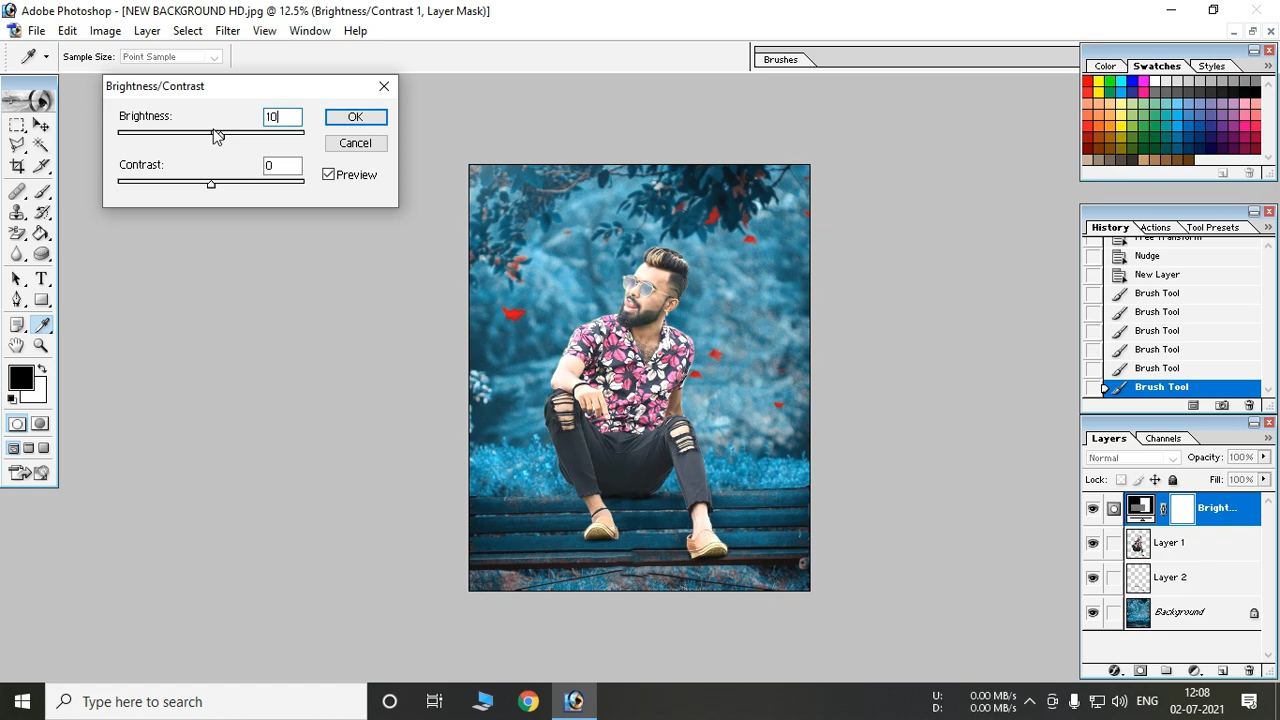 Adobe Photoshop - [NEW BACKGROUND HD.jpg @ 12.5% (Brightness/Contrast 1, Layer Mask)]
File Edit Image Layer Select Filter View Window Help
Sample Size: Point Sample
Brushes
Brightness/Contrast
Brightness: 10
OK
Cancel
Contrast: 0
Preview
Color Swatches Styles
History Actions Tool Presets
Free Transform
Nudge
New Layer
Brush Tool
Brush Tool
Brush Tool
Brush Tool
Brush Tool
Brush Tool
Layers Channels
Normal Opacity: 100%
Lock: Fill: 100%
Bright...
Layer 1
Layer 2
Background
Type here to search
U: 0.00 MB/s
D: 0.00 MB/s
ENG
12:08
02-07-2021